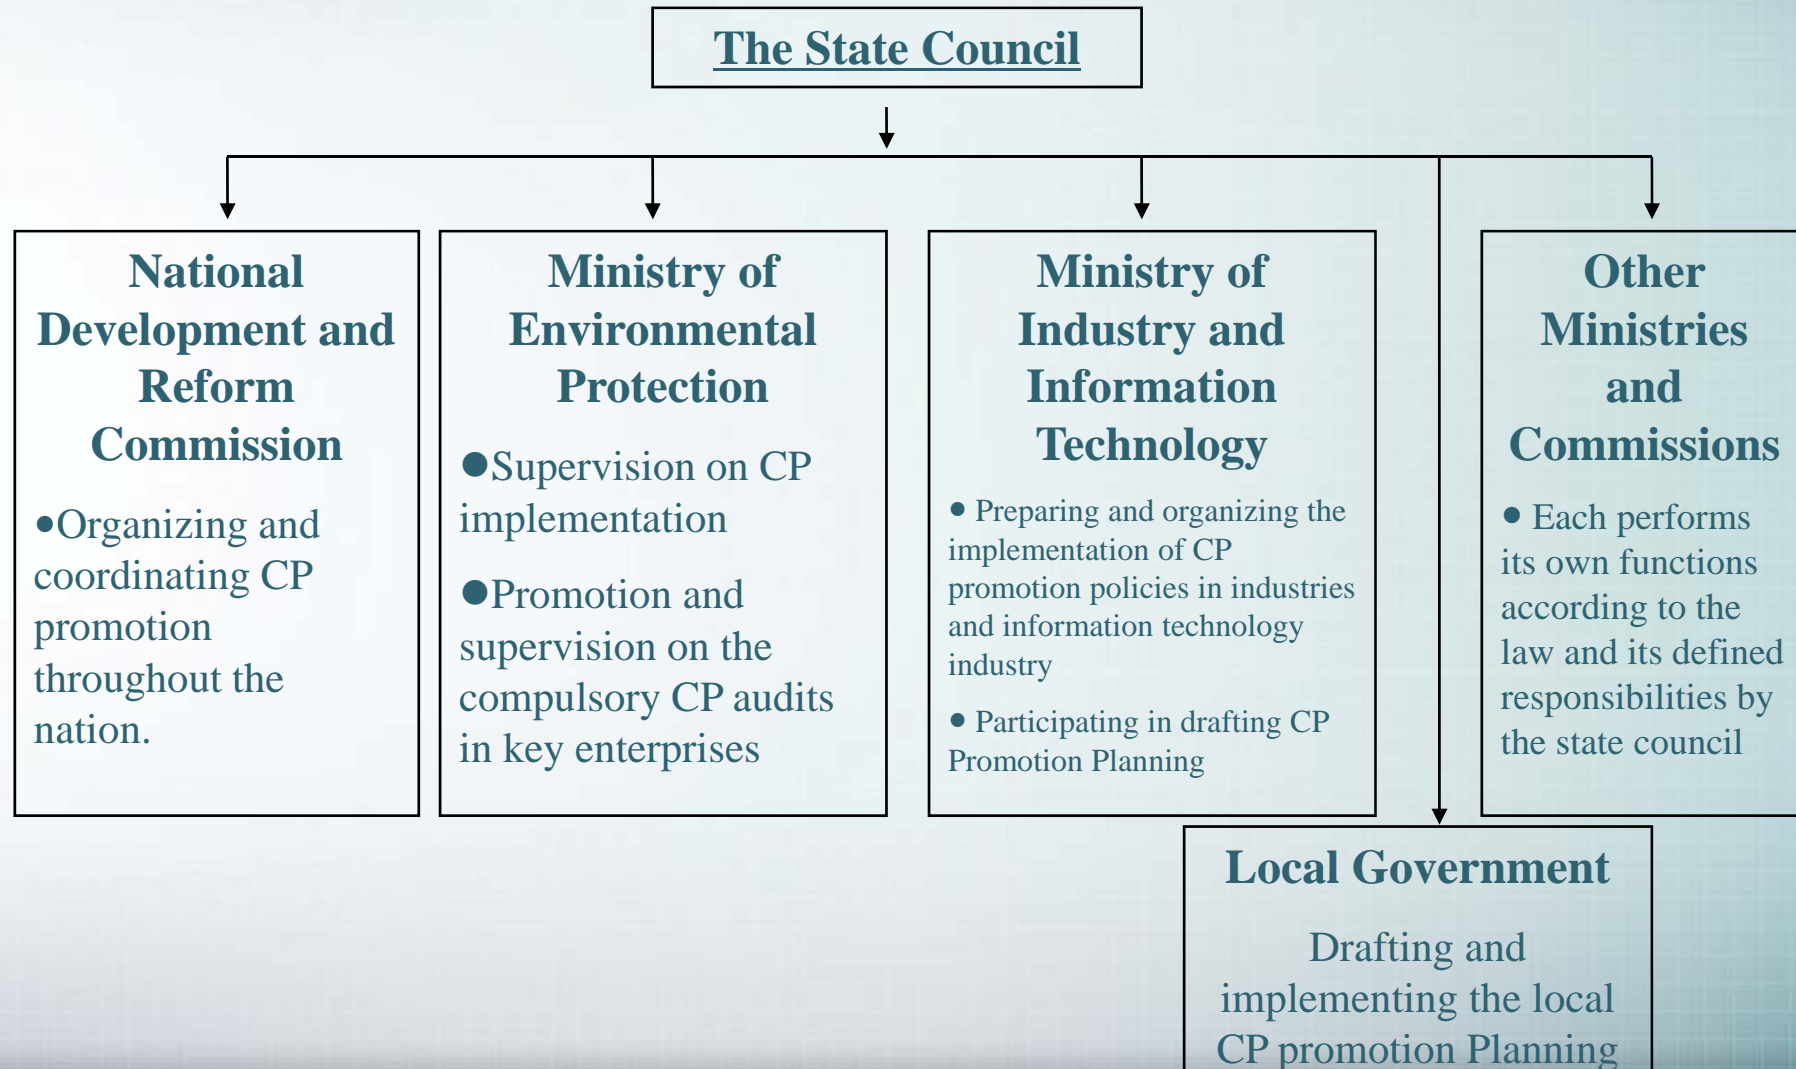 The State Council
National
Development and
Reform
Commission
●Organizing and
coordinating CP
promotion
throughout the
nation.
Ministry of
Environmental
Protection
●Supervision on CP
implementation
●Promotion and
supervision on the
compulsory CP audits
in key enterprises
Ministry of
Industry and
Information
Technology
● Preparing and organizing the
implementation of CP
promotion policies in industries
and information technology
industry
● Participating in drafting CP
Promotion Planning
Other
Ministries
and
Commissions
● Each performs
its own functions
according to the
law and its defined
responsibilities by
the state council
Local Government
Drafting and
implementing the local
CP promotion Planning